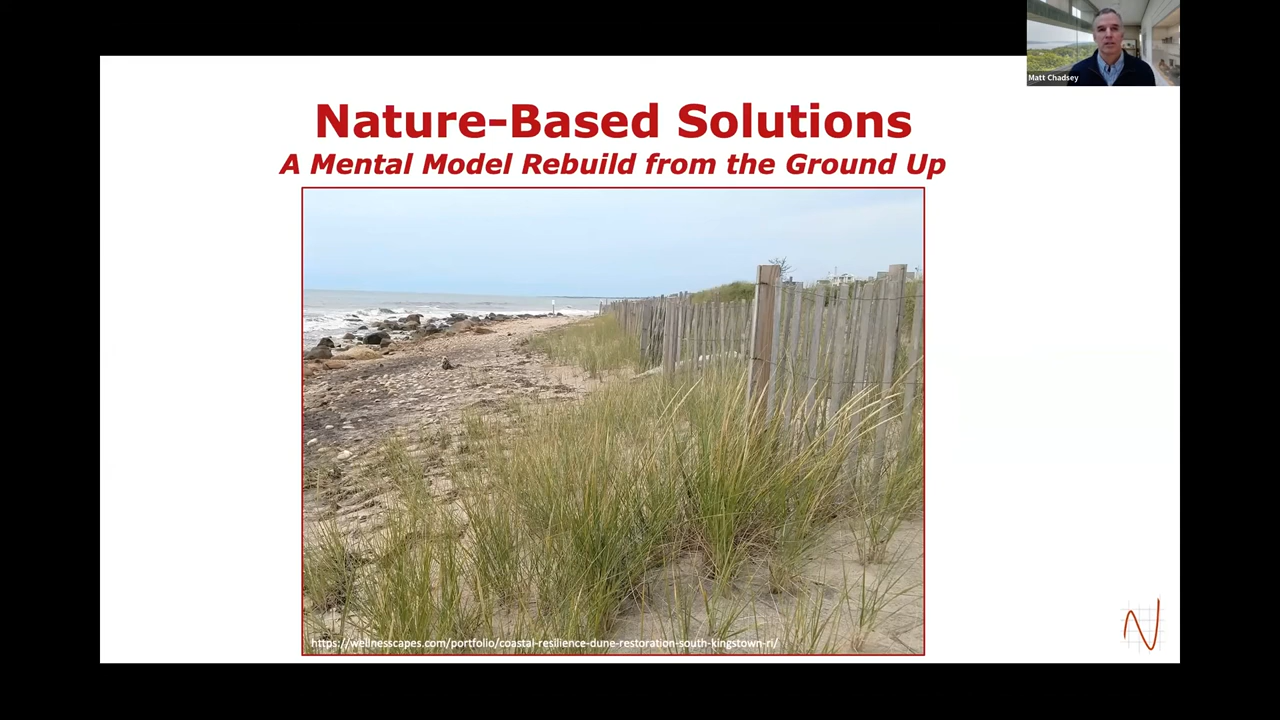 Matt Chadsey
Nature-Based Solutions
A Mental Model Rebuild from the Ground Up
https://wellnesscapes.com/portfolio/coastal-resilience-dune-restoration-south-kingstown-ri/
N